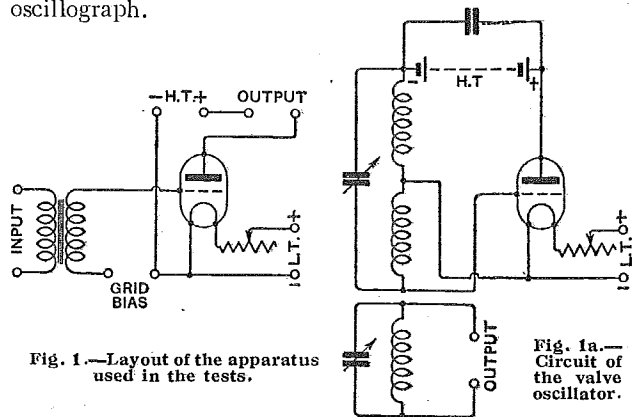 oscillograph.
— H.T. + OUTPUT
INPUT
GRID
BIAS
+
L.T.
—
Fig. 1.—Layout of the apparatus
used in the tests.
— H.T +
+
L.T.
—
OUTPUT
Fig. 1a.—
Circuit of
the valve
oscillator.